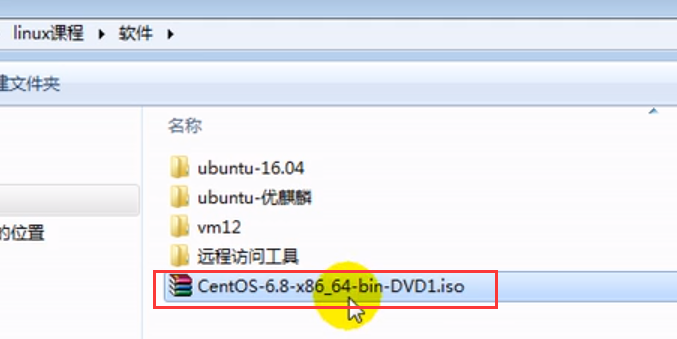 linux课程 ▸ 软件 ▸
建文件夹
名称
ubuntu-16.04
ubuntu-优麒麟
vm12
的位置
远程访问工具
CentOS-6.8-x86_64-bin-DVD1.iso